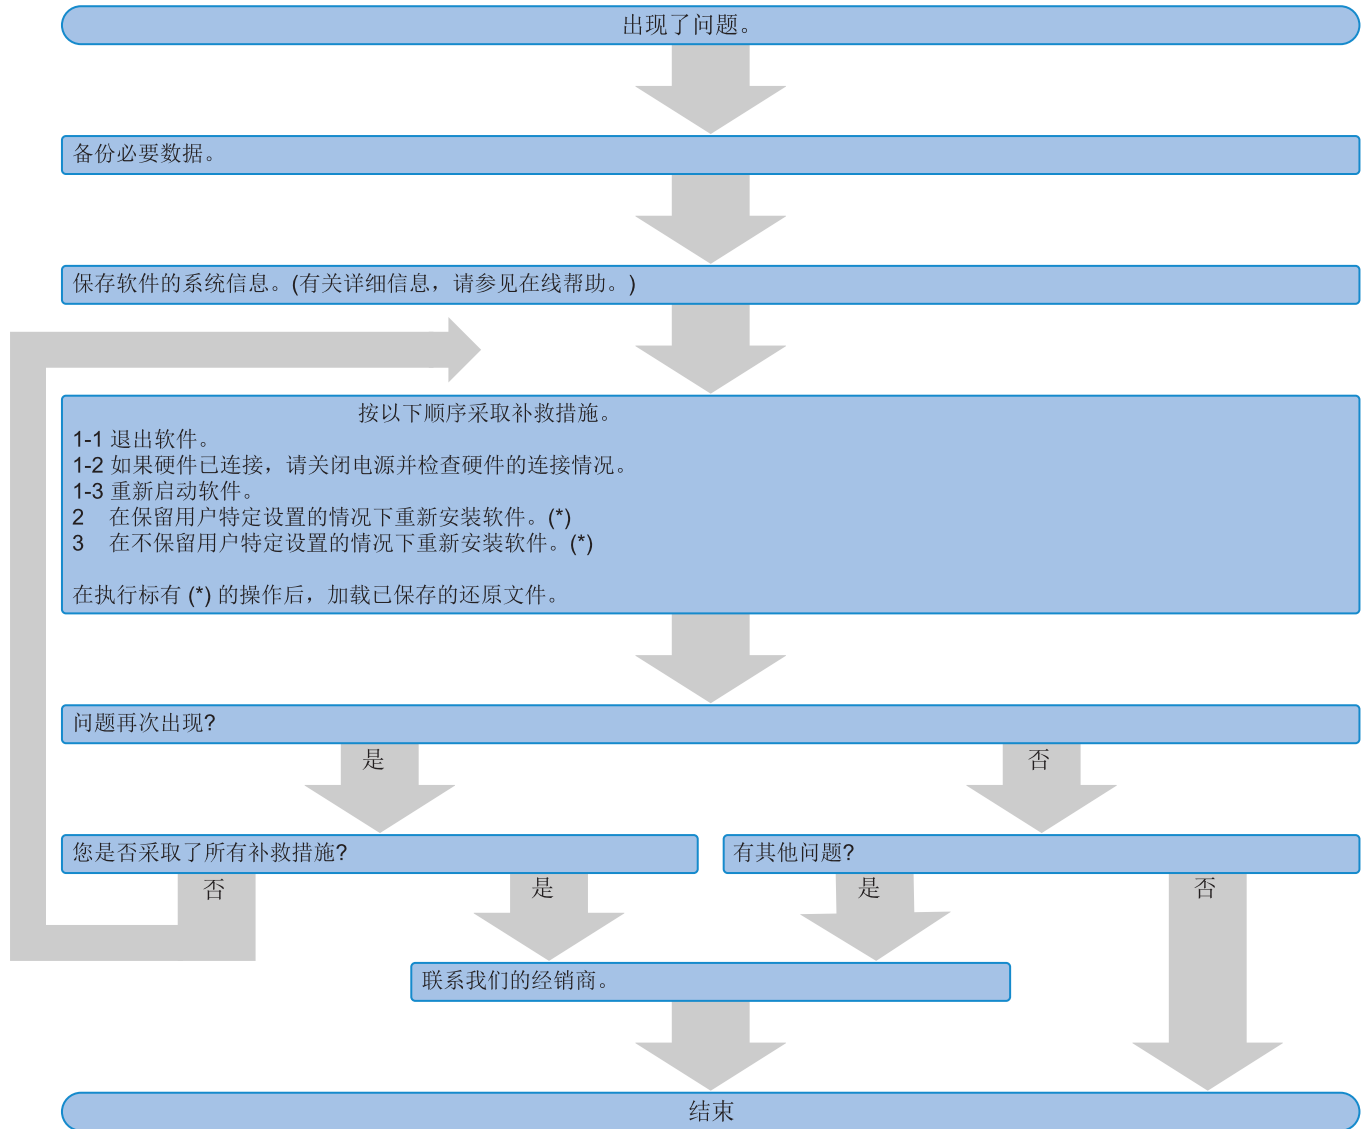 出现了问题。
备份必要数据。
保存软件的系统信息。(有关详细信息，请参见在线帮助。)
按以下顺序采取补救措施。
1-1 退出软件。
1-2 如果硬件已连接，请关闭电源并检查硬件的连接情况。
1-3 重新启动软件。
2 在保留用户特定设置的情况下重新安装软件。(*)
3 在不保留用户特定设置的情况下重新安装软件。(*)
在执行标有 (*) 的操作后，加载已保存的还原文件。
问题再次出现?
是
否
您是否采取了所有补救措施?
有其他问题?
否
是
是
否
联系我们的经销商。
结束